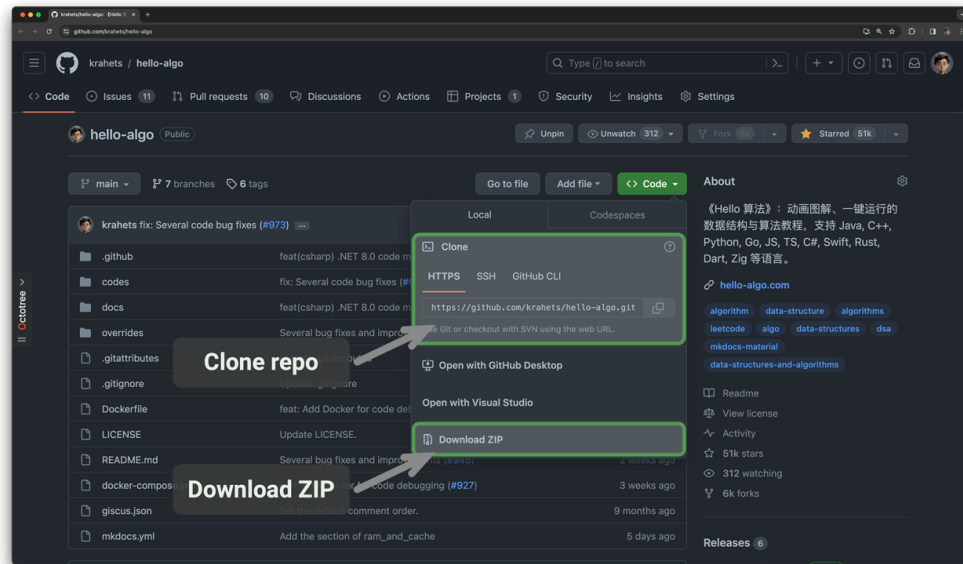 krahets/hello-algo: 《Hello
github.com/krahets/hello-algo
krahets / hello-algo
Type / to search
Code Issues 11 Pull requests 10 Discussions Actions Projects 1 Security Insights Settings
hello-algo Public
Unpin Unwatch 312 Fork Starred 51k
main 7 branches 6 tags
Go to file Add file Code
krahets fix: Several code bug fixes (#973) ...
.github feat(csharp) .NET 8.0 code m
codes fix: Several code bug fixes
docs feat(csharp) .NET 8.0 code m
overrides Several bug fixes and
.gitattributes
.gitignore
Dockerfile feat: Add Docker for code
LICENSE Update LICENSE.
README.md Several bug fixes and (#945) 2 weeks ago
docker-compose for code debugging (#927) 3 weeks ago
giscus.json default comment order. 9 months ago
mkdocs.yml Add the section of ram_and_cache 5 days ago
Local Codespaces
Clone
HTTPS SSH GitHub CLI
https://github.com/krahets/hello-algo.git
Git or checkout with SVN using the web URL.
Open with GitHub Desktop
Open with Visual Studio
Download ZIP
Clone repo
Download ZIP
Octotree
About
《Hello 算法》：动画图解、一键运行的
数据结构与算法教程，支持 Java, C++,
Python, Go, JS, TS, C#, Swift, Rust,
Dart, Zig 等语言。
hello-algo.com
algorithm data-structure algorithms
leetcode algo data-structures dsa
mkdocs-material
data-structures-and-algorithms
Readme
View license
Activity
51k stars
312 watching
6k forks
Releases 6